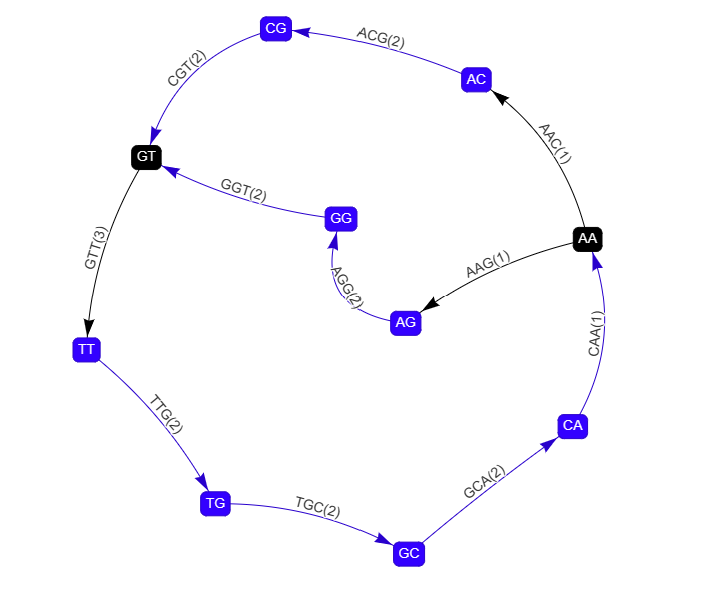 CG
ACG(2)
AC
CGT(2)
AAC(1)
GT
GGT(2)
GG
AA
GTT(3)
AAG(1)
AGG(2)
AG
CAA(1)
TT
TTG(2)
CA
GCA(2)
TG
TGC(2)
GC